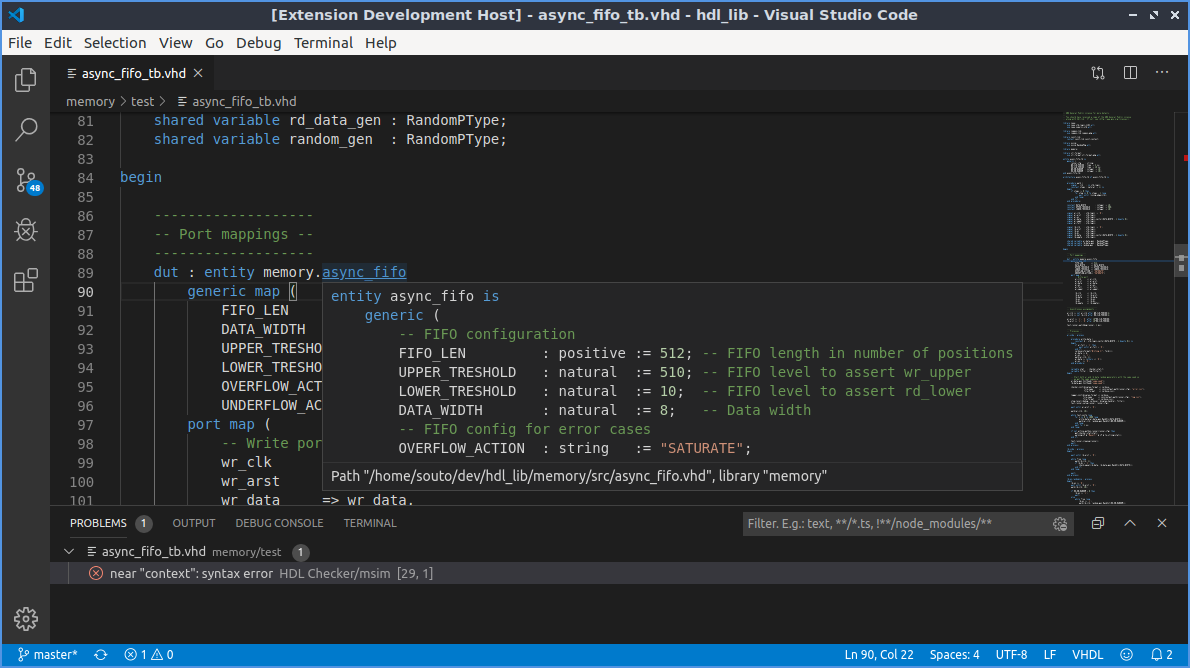 [Extension Development Host] - async_fifo_tb.vhd - hdl_lib - Visual Studio Code
File Edit Selection View Go Debug Terminal Help
async_fifo_tb.vhd
memory > test > async_fifo_tb.vhd
81 shared variable rd_data_gen : RandomPType;
82 shared variable random_gen : RandomPType;
83
84 begin
85
86 -------------------
87 -- Port mappings --
88 -------------------
89 dut : entity memory.async_fifo
90 generic map (
91 FIFO_LEN
92 DATA_WIDTH
93 UPPER_TRESHO
94 LOWER_TRESHO
95 OVERFLOW_ACT
96 UNDERFLOW_AC
97 port map (
98 -- Write por
99 wr_clk
100 wr_arst
101 wr_data => wr_data,
entity async_fifo is
generic (
-- FIFO configuration
FIFO_LEN : positive := 512; -- FIFO length in number of positions
UPPER_TRESHOLD : natural := 510; -- FIFO level to assert wr_upper
LOWER_TRESHOLD : natural := 10; -- FIFO level to assert rd_lower
DATA_WIDTH : natural := 8; -- Data width
-- FIFO config for error cases
OVERFLOW_ACTION : string := "SATURATE";
Path "/home/souto/dev/hdl_lib/memory/src/async_fifo.vhd", library "memory"
48
PROBLEMS 1 OUTPUT DEBUG CONSOLE TERMINAL
Filter. E.g.: text, **/*.ts, !**/node_modules/**
async_fifo_tb.vhd memory/test 1
near "context": syntax error HDL Checker/msim [29, 1]
master* 1 0 Ln 90, Col 22 Spaces: 4 UTF-8 LF VHDL 2